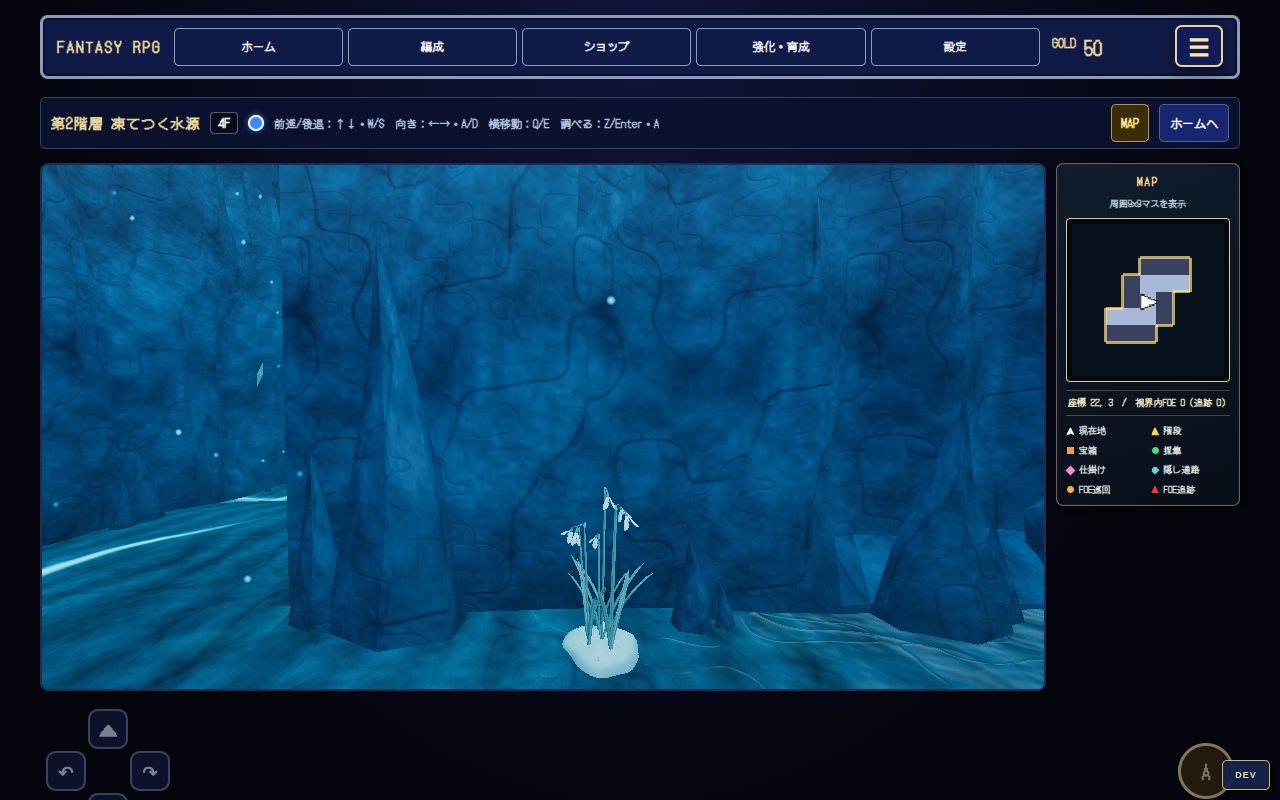 FANTASY RPG
ホーム
編成
ショップ
強化・育成
設定
GOLD 50
第2階層 凍てつく水源
4F
前進/後退：↑↓・W/S 向き：←→・A/D 横移動：Q/E 調べる：Z/Enter・A
MAP
ホームへ
MAP
周囲9x9マスを表示
座標 22, 3 / 視界内FOE 0 (追跡 0)
現在地
階段
宝箱
採集
仕掛け
隠し通路
FOE巡回
FOE追跡
A
DEV